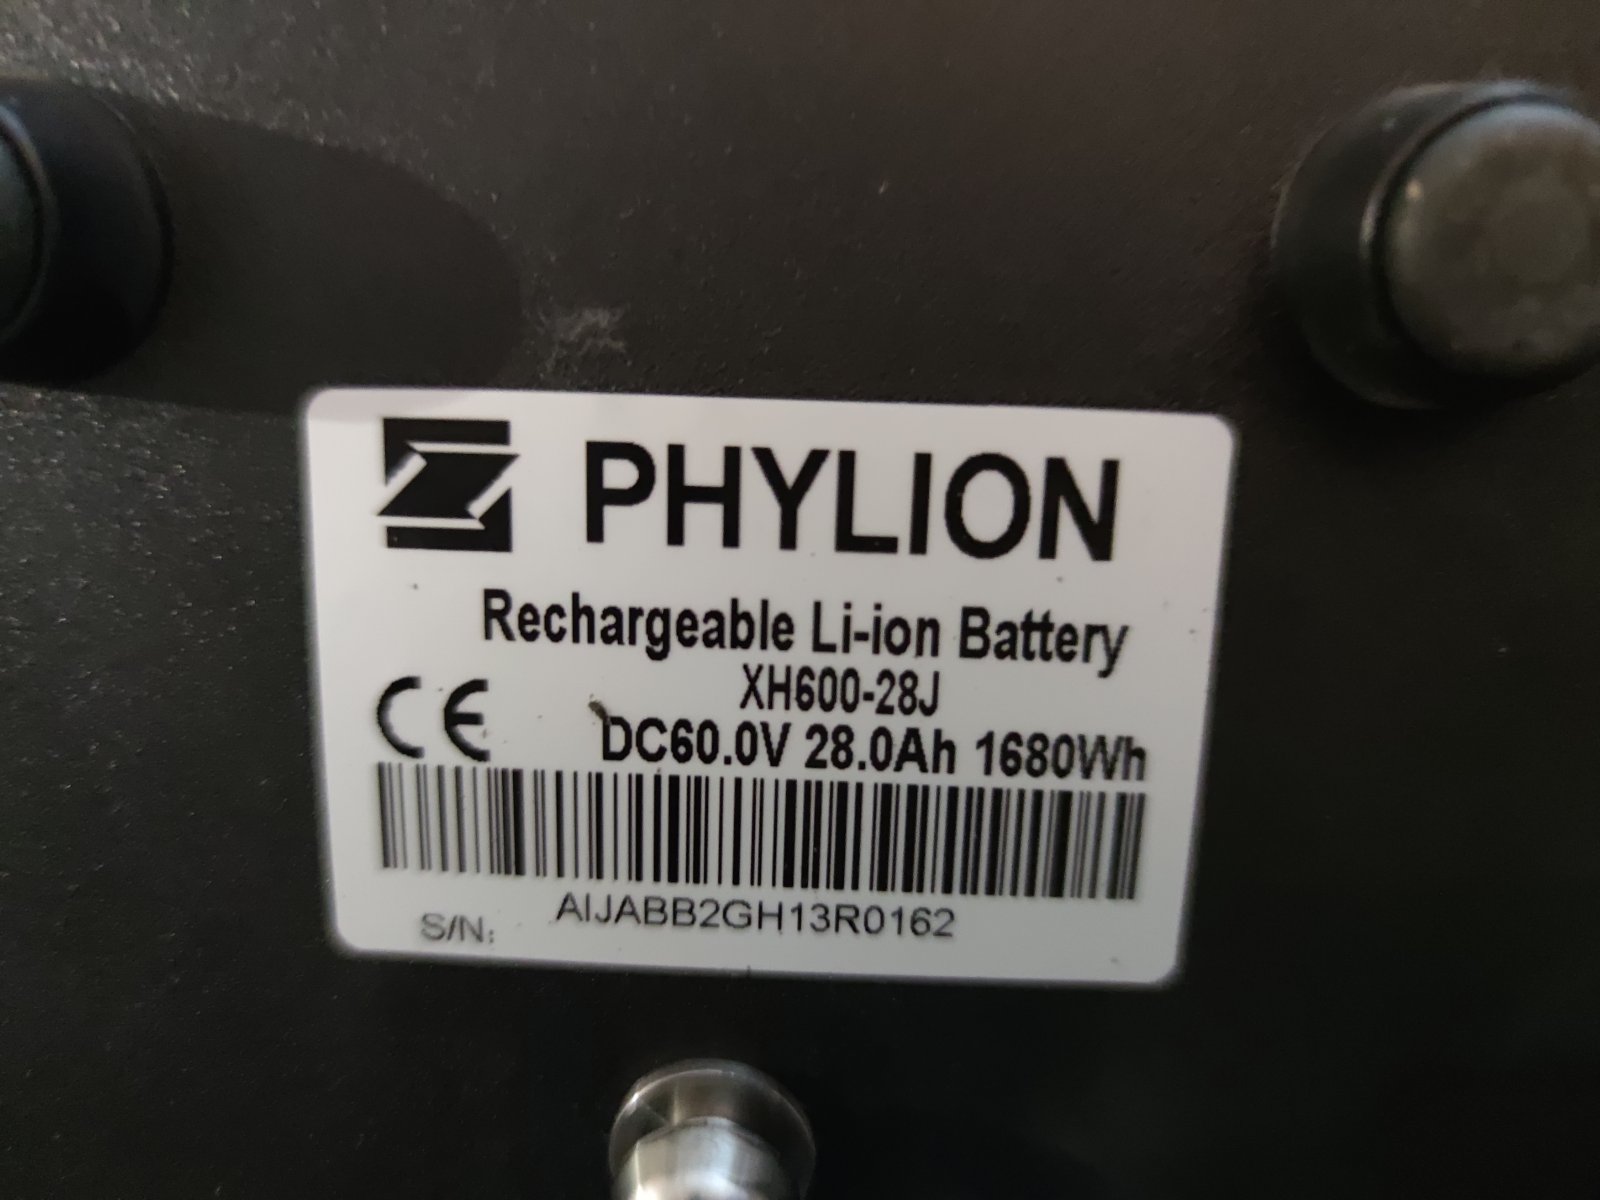 PHYLION
Rechargeable Li-ion Battery
XH600-28J
CE
DC60.0V 28.0Ah 1680Wh
S/N: AIJABB2GH13R0162